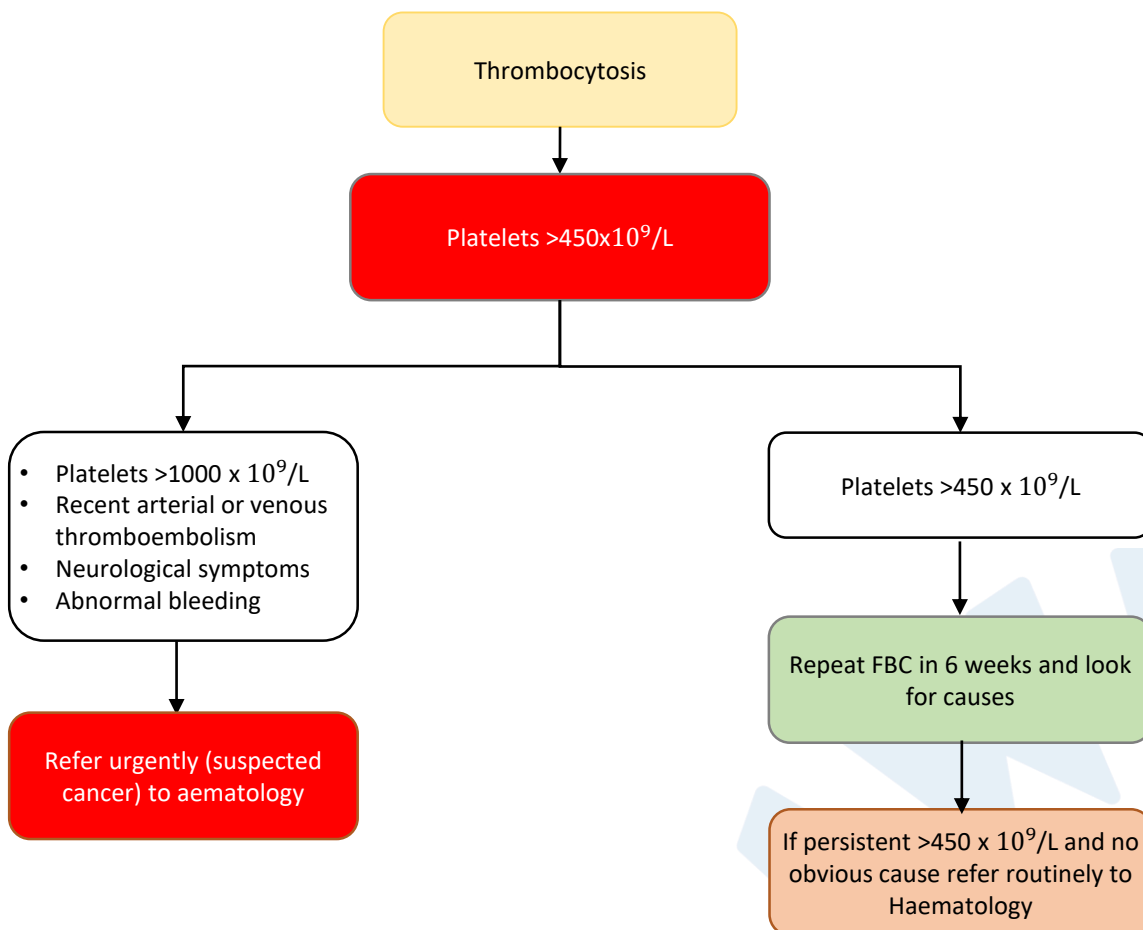 Thrombocytosis
Platelets >450x10⁹/L
• Platelets >1000 x 10⁹/L
• Recent arterial or venous
thromboembolism
• Neurological symptoms
• Abnormal bleeding
Refer urgently (suspected
cancer) to aematology
Platelets >450 x 10⁹/L
Repeat FBC in 6 weeks and look
for causes
If persistent >450 x 10⁹/L and no
obvious cause refer routinely to
Haematology